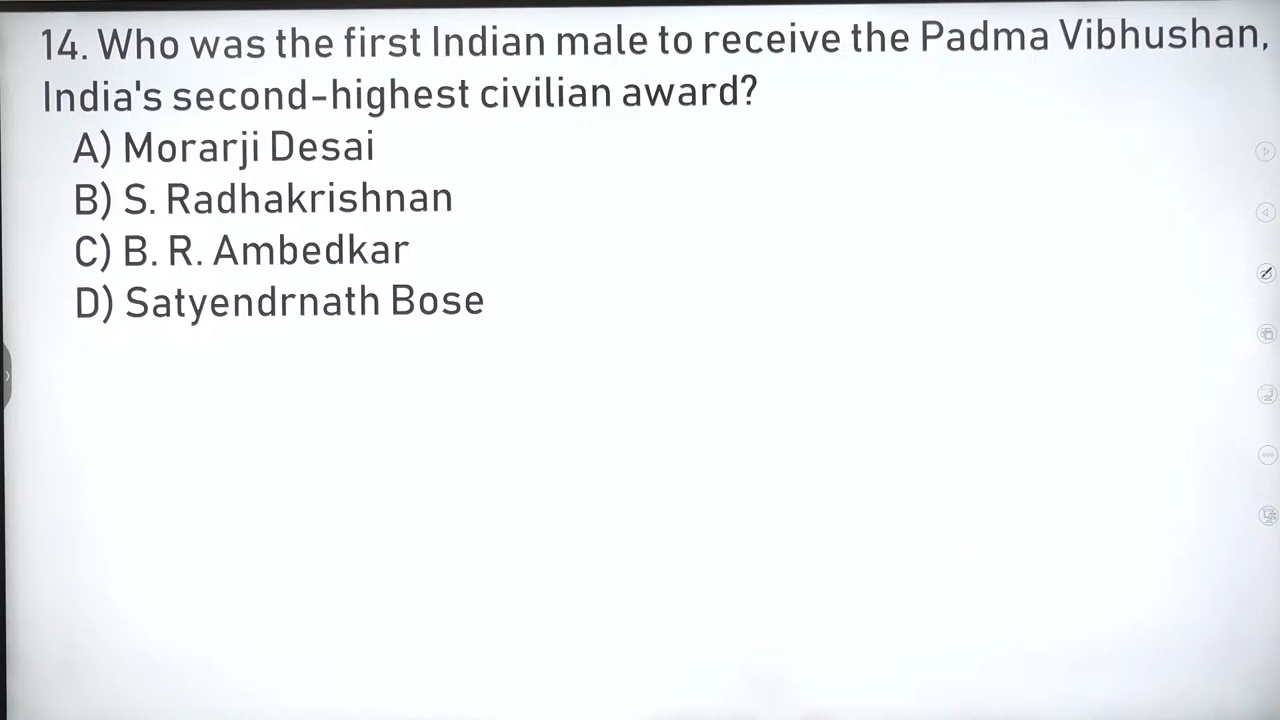 14. Who was the first Indian male to receive the Padma Vibhushan,
India's second-highest civilian award?
A) Morarji Desai
B) S. Radhakrishnan
C) B. R. Ambedkar
D) Satyendrnath Bose